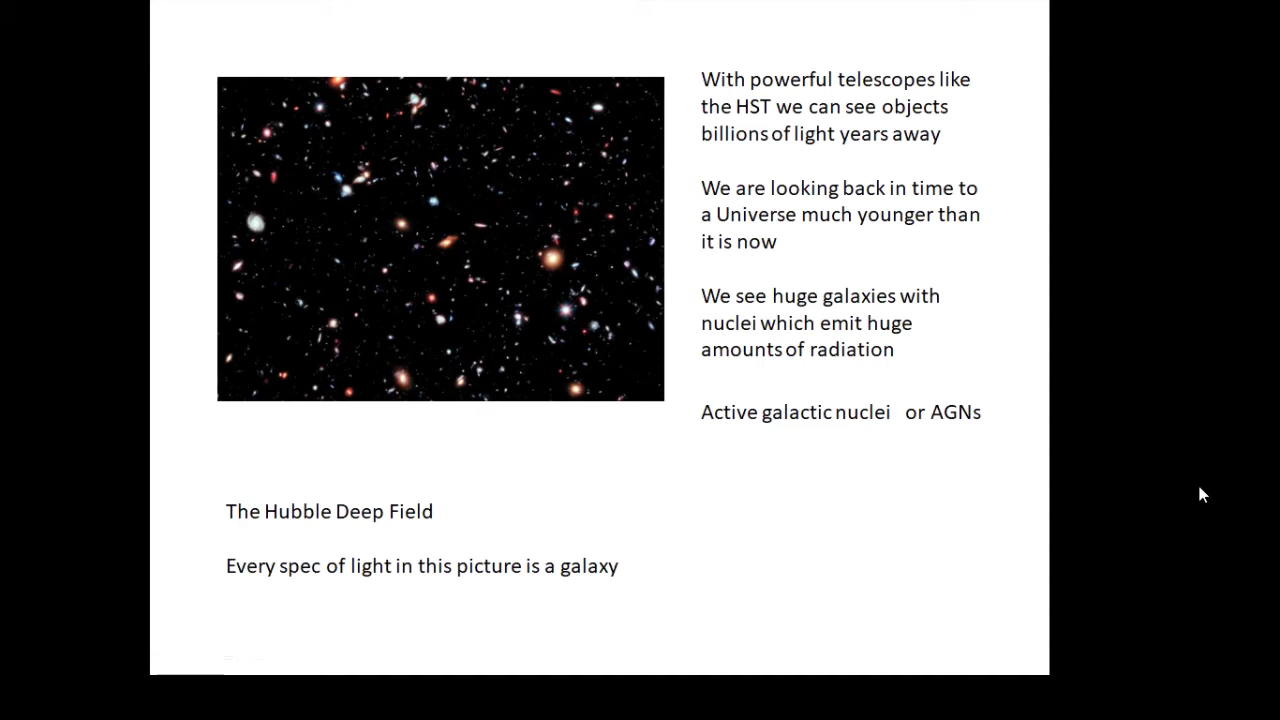 With powerful telescopes like
the HST we can see objects
billions of light years away
We are looking back in time to
a Universe much younger than
it is now
We see huge galaxies with
nuclei which emit huge
amounts of radiation
Active galactic nuclei or AGNs
The Hubble Deep Field
Every spec of light in this picture is a galaxy